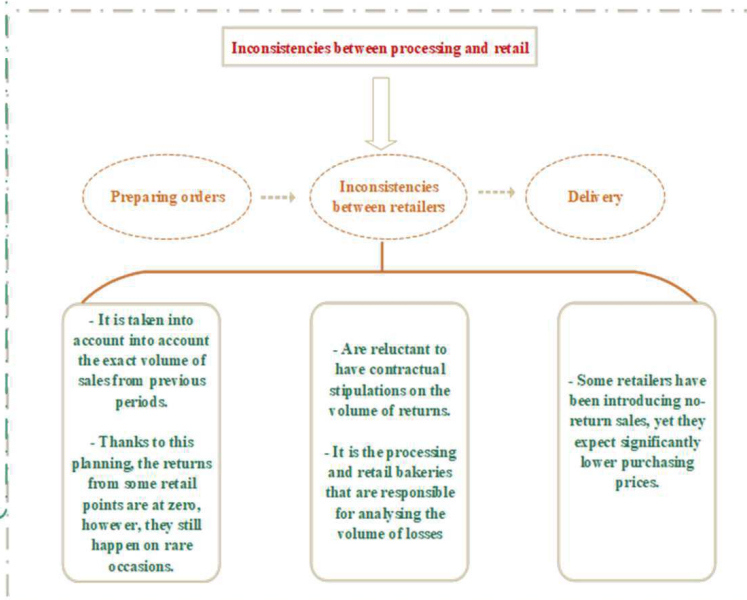 Inconsistencies between processing and retail
Preparing orders
Inconsistencies
between retailers
Delivery
- It is taken into
account into account
the exact volume of
sales from previous
periods.
- Thanks to this
planning, the returns
from some retail
points are at zero,
however, they still
happen on rare
occasions.
- Are reluctant to
have contractual
stipulations on the
volume of returns.
- It is the processing
and retail bakeries
that are responsible
for analysing the
volume of losses
- Some retailers have
been introducing no-
return sales, yet they
expect significantly
lower purchasing
prices.